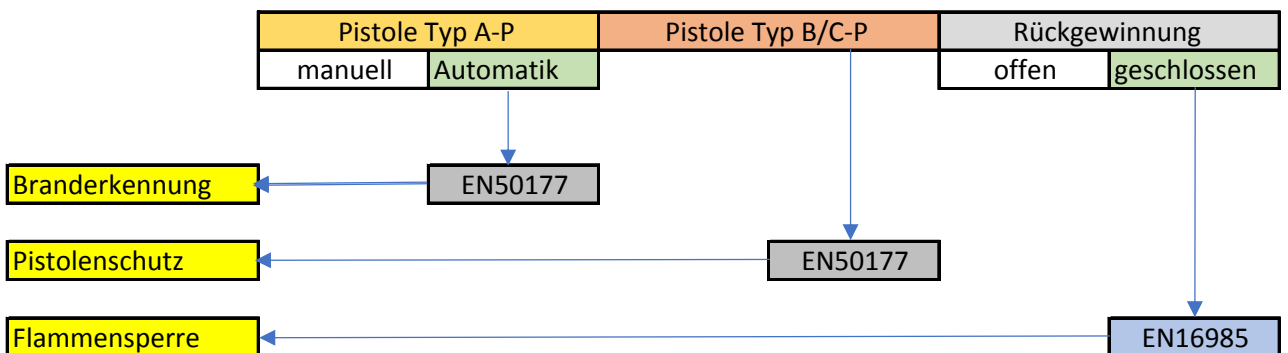 Pistole Typ A-P Pistole Typ B/C-P Rückgewinnung
manuell Automatik offen geschlossen
Branderkennung EN50177
Pistolenschutz EN50177
Flammensperre EN16985